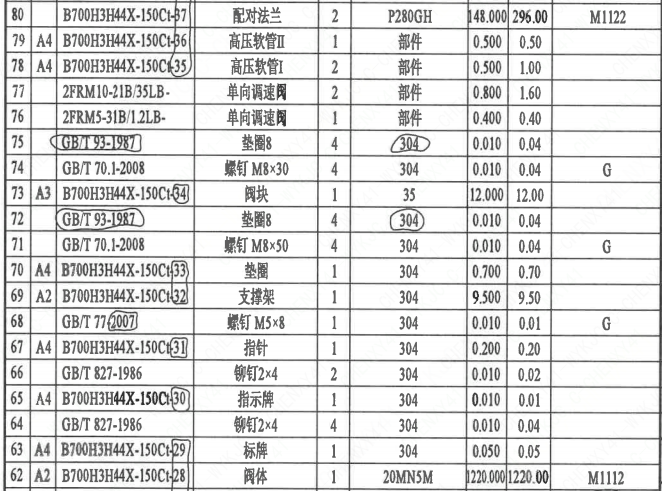 80 B700H3H44X-150Ct-37 配对法兰 2 P280GH 148.000 296.00 M1122
79 A4 B700H3H44X-150Ct-36 高压软管II 1 部件 0.500 0.50
78 A4 B700H3H44X-150Ct-35 高压软管I 2 部件 0.500 1.00
77 2FRM10-21B/35LB- 单向调速阀 2 部件 0.800 1.60
76 2FRM5-31B/1.2LB- 单向调速阀 1 部件 0.400 0.40
75 GB/T 93-1987 垫圈8 4 304 0.010 0.04
74 GB/T 70.1-2008 螺钉 M8×30 4 304 0.010 0.04 G
73 A3 B700H3H44X-150Ct-34 阀块 1 35 12.000 12.00
72 GB/T 93-1987 垫圈8 4 304 0.010 0.04
71 GB/T 70.1-2008 螺钉 M8×50 4 304 0.010 0.04 G
70 A4 B700H3H44X-150Ct-33 垫圈 1 304 0.700 0.70
69 A2 B700H3H44X-150Ct-32 支撑架 1 304 9.500 9.50
68 GB/T 77-2007 螺钉 M5×8 1 304 0.010 0.01 G
67 A4 B700H3H44X-150Ct-31 指针 1 304 0.200 0.20
66 GB/T 827-1986 铆钉2×4 2 304 0.010 0.02
65 A4 B700H3H44X-150Ct-30 指示牌 1 304 0.010 0.01
64 GB/T 827-1986 铆钉2×4 4 304 0.010 0.04
63 A4 B700H3H44X-150Ct-29 标牌 1 304 0.050 0.05
62 A2 B700H3H44X-150Ct-28 阀体 1 20MN5M 1220.000 1220.00 M1112